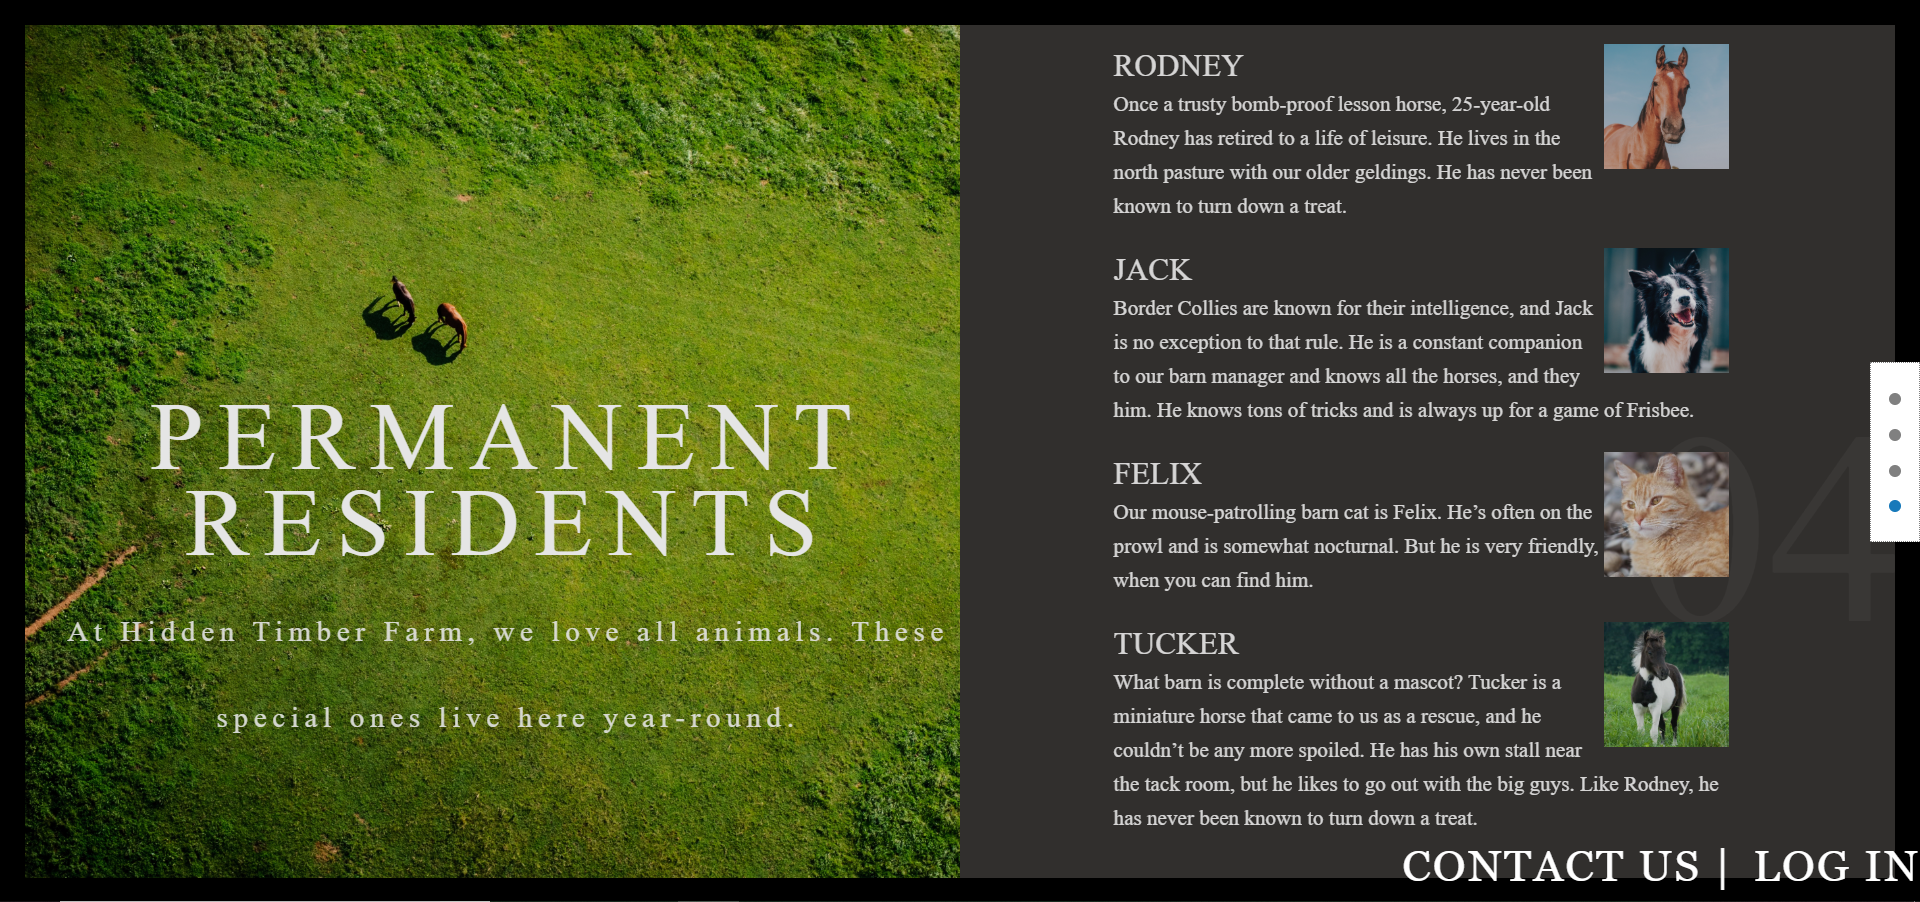 PERMANENT
RESIDENTS
At Hidden Timber Farm, we love all animals. These
special ones live here year-round.
RODNEY
Once a trusty bomb-proof lesson horse, 25-year-old
Rodney has retired to a life of leisure. He lives in the
north pasture with our older geldings. He has never been
known to turn down a treat.
JACK
Border Collies are known for their intelligence, and Jack
is no exception to that rule. He is a constant companion
to our barn manager and knows all the horses, and they
him. He knows tons of tricks and is always up for a game of Frisbee.
FELIX
Our mouse-patrolling barn cat is Felix. He’s often on the
prowl and is somewhat nocturnal. But he is very friendly,
when you can find him.
04
TUCKER
What barn is complete without a mascot? Tucker is a
miniature horse that came to us as a rescue, and he
couldn’t be any more spoiled. He has his own stall near
the tack room, but he likes to go out with the big guys. Like Rodney, he
has never been known to turn down a treat.
CONTACT US | LOG IN